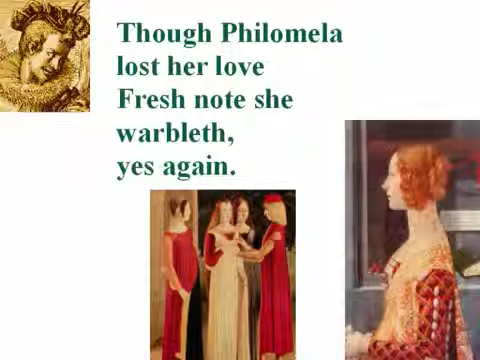 Though Philomela
lost her love
Fresh note she
warbleth,
yes again.